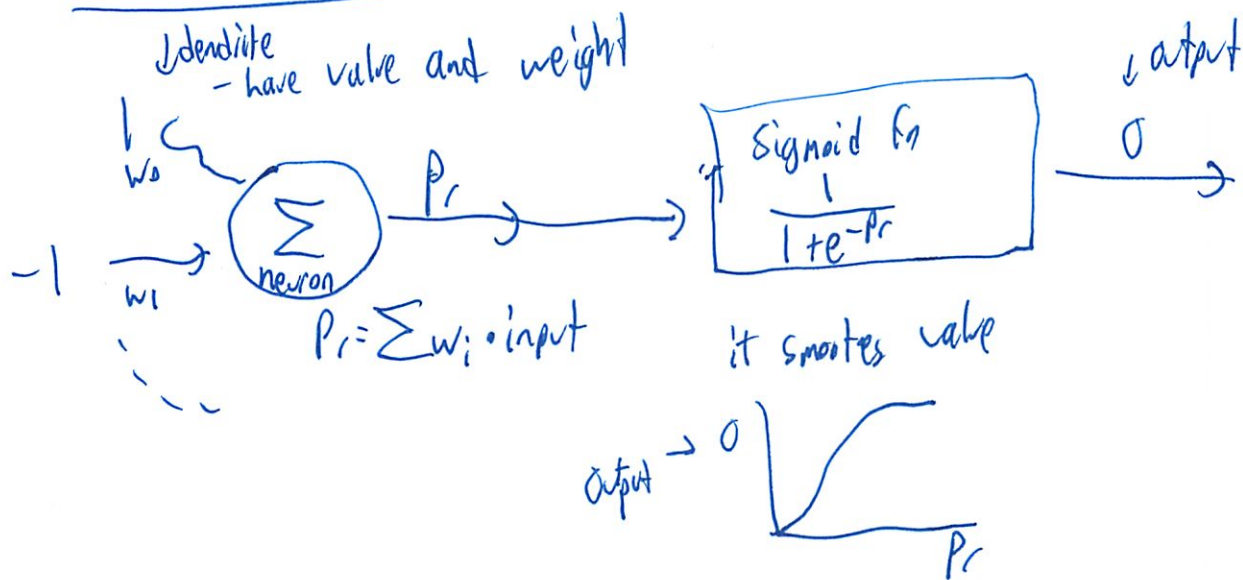 ↓dendrite
- have value and weight
1
w0
-1
w1
Σ
neuron
Pr
Pr = Σ wi · input
Sigmoid fn
1
1+e^-Pr
↓ output
O
it smootes value
Output → O
Pr